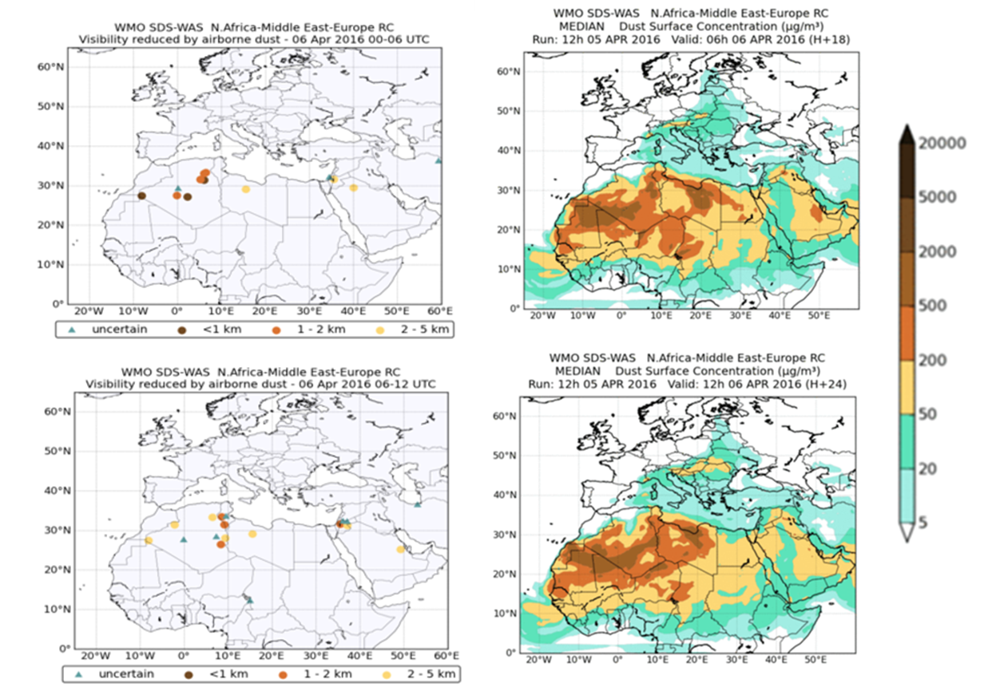 WMO SDS-WAS N.Africa-Middle East-Europe RC
Visibility reduced by airborne dust - 06 Apr 2016 00-06 UTC
60°N
50°N
40°N
30°N
20°N
10°N
0°
20°W 10°W 0° 10°E 20°E 30°E 40°E 50°E 60°E
uncertain <1 km 1 - 2 km 2 - 5 km
WMO SDS-WAS N.Africa-Middle East-Europe RC
MEDIAN Dust Surface Concentration (µg/m³)
Run: 12h 05 APR 2016 Valid: 06h 06 APR 2016 (H+18)
60°N
50°N
40°N
30°N
20°N
10°N
0°
20°W 10°W 0° 10°E 20°E 30°E 40°E 50°E
WMO SDS-WAS N.Africa-Middle East-Europe RC
Visibility reduced by airborne dust - 06 Apr 2016 06-12 UTC
60°N
50°N
40°N
30°N
20°N
10°N
0°
20°W 10°W 0° 10°E 20°E 30°E 40°E 50°E 60°E
uncertain <1 km 1 - 2 km 2 - 5 km
WMO SDS-WAS N.Africa-Middle East-Europe RC
MEDIAN Dust Surface Concentration (µg/m³)
Run: 12h 05 APR 2016 Valid: 12h 06 APR 2016 (H+24)
60°N
50°N
40°N
30°N
20°N
10°N
0°
20°W 10°W 0° 10°E 20°E 30°E 40°E 50°E
20000
5000
2000
500
200
50
20
5